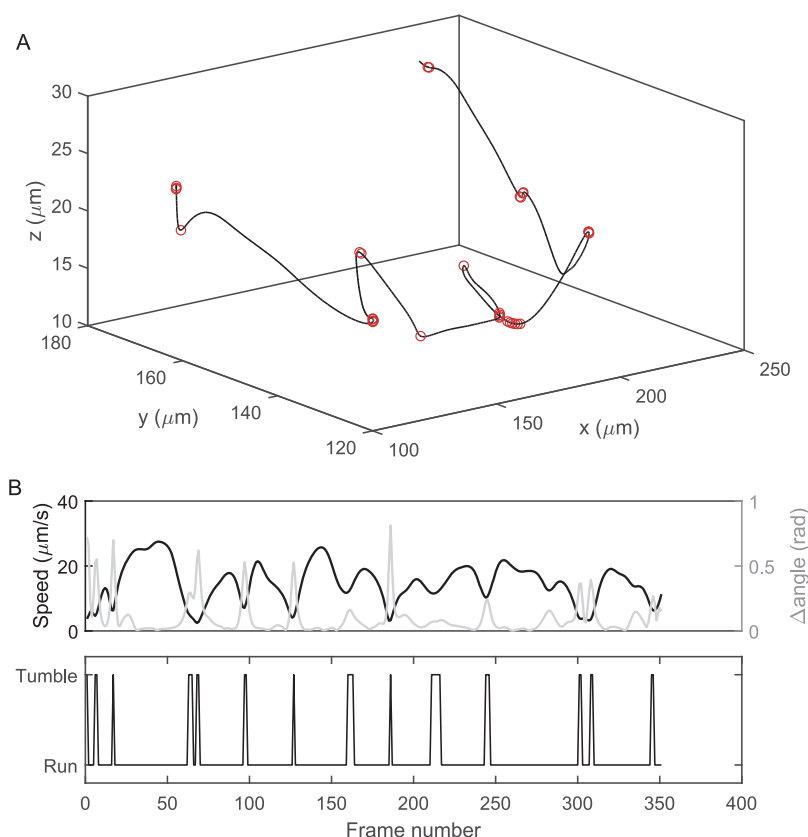 A
30
25
20
15
10
z (μm)
180
160
140
120
y (μm)
100
150
200
250
x (μm)
B
40
20
0
Speed (μm/s)
1
0.5
0
Δangle (rad)
Tumble
Run
0 50 100 150 200 250 300 350 400
Frame number